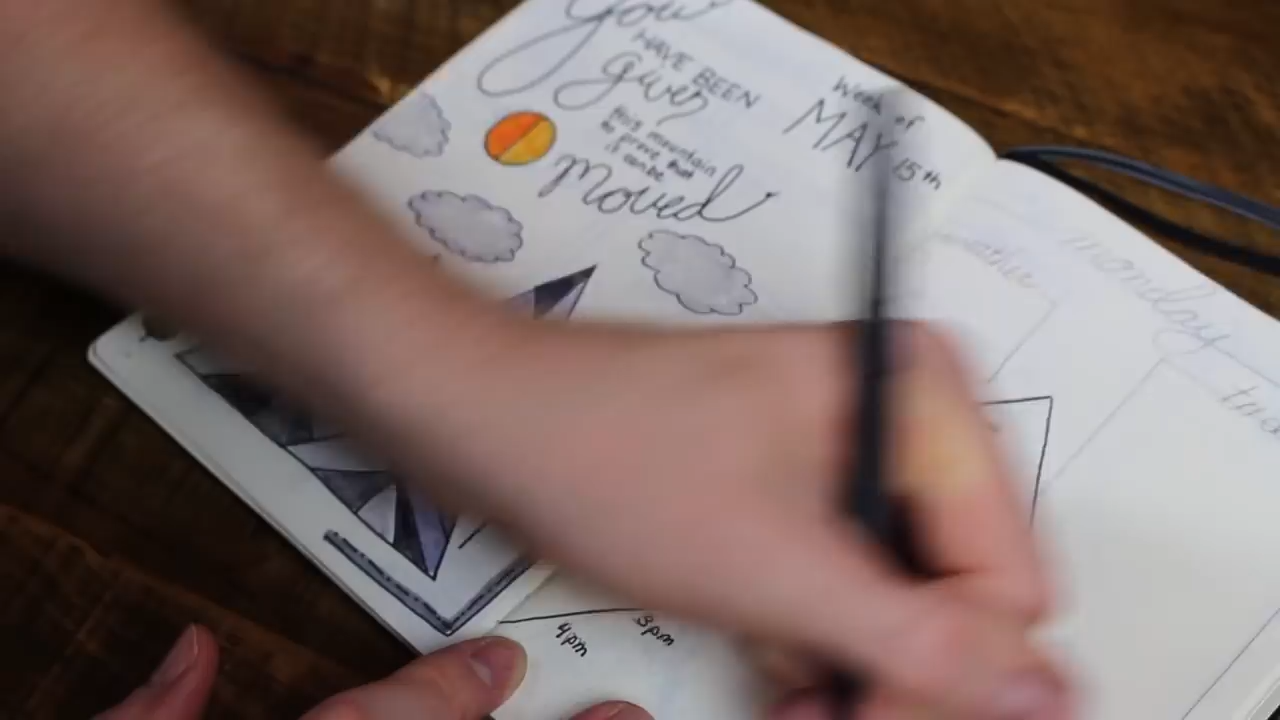 You
HAVE BEEN
given
this mountain
to prove that
it can be
moved
Week of
MAY 15th
monday
4pm
3pm